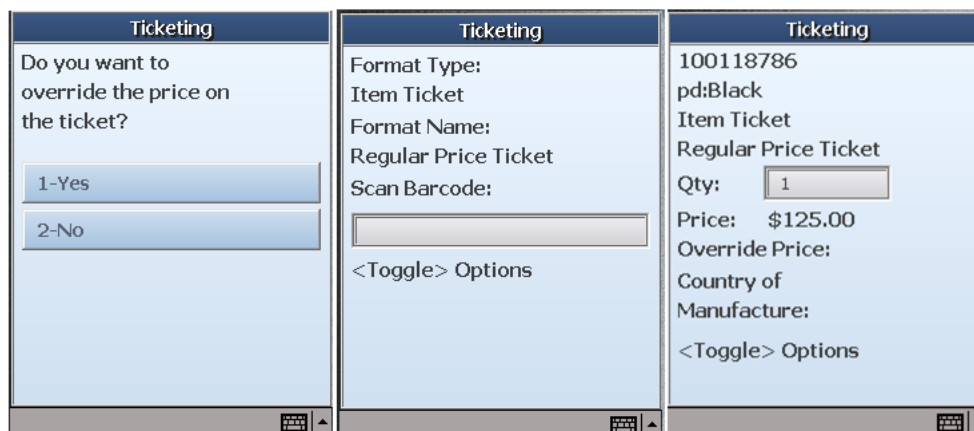 Ticketing
Do you want to
override the price on
the ticket?
1-Yes
2-No
Ticketing
Format Type:
Item Ticket
Format Name:
Regular Price Ticket
Scan Barcode:
<Toggle> Options
Ticketing
100118786
pd:Black
Item Ticket
Regular Price Ticket
Qty: 1
Price: $125.00
Override Price:
Country of
Manufacture:
<Toggle> Options